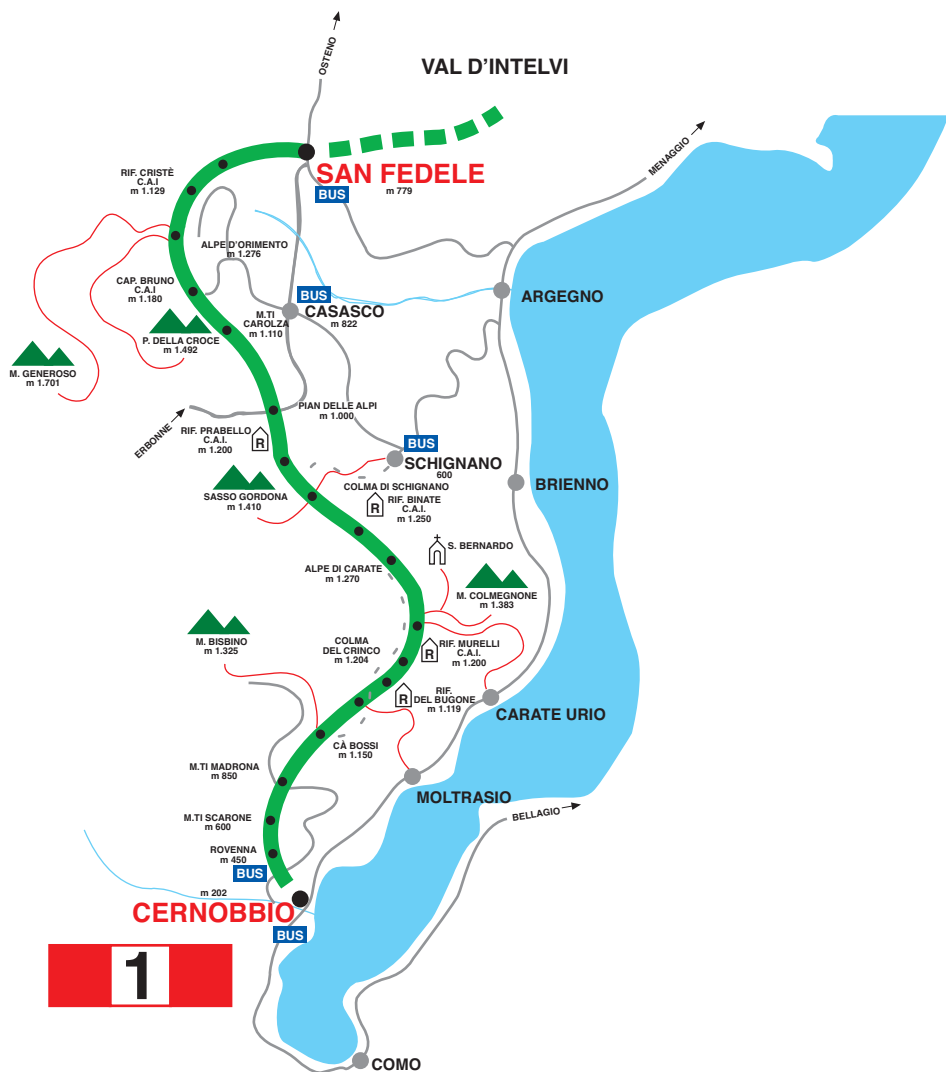 OSTENO
VAL D'INTELVI
MENAGGIO
SAN FEDELE
m 779
BUS
RIF. CRISTÈ
C.A.I
m 1.129
ALPE D'ORIMENTO
m 1.276
CAP. BRUNO
C.A.I
m 1.180
BUS
CASASCO
m 822
ARGEGNO
M.TI
CAROLZA
m 1.110
P. DELLA CROCE
m 1.492
M. GENEROSO
m 1.701
PIAN DELLE ALPI
m 1.000
ERBONNE
RIF. PRABELLO
C.A.I.
m 1.200
R
BUS
SCHIGNANO
600
SASSO GORDONA
m 1.410
COLMA DI SCHIGNANO
R
RIF. BINATE
C.A.I.
m 1.250
BRIENNO
S. BERNARDO
ALPE DI CARATE
m 1.270
M. COLMEGNONE
m 1.383
M. BISBINO
m 1.325
COLMA
DEL CRINCO
m 1.204
R
RIF. MURELLI
C.A.I.
m 1.200
R
RIF.
DEL BUGONE
m 1.119
CARATE URIO
CÀ BOSSI
m 1.150
M.TI MADRONA
m 850
MOLTRASIO
M.TI SCARONE
m 600
BELLAGIO
ROVENNA
m 450
BUS
m 202
CERNOBBIO
BUS
1
COMO